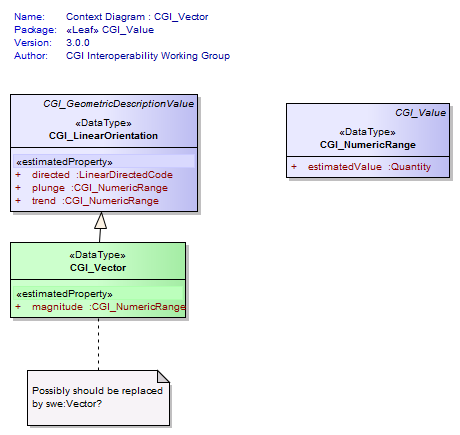 Name: Context Diagram : CGI_Vector
Package: «Leaf» CGI_Value
Version: 3.0.0
Author: CGI Interoperability Working Group
CGI_GeometricDescriptionValue
«DataType»
CGI_LinearOrientation
«estimatedProperty»
+ directed :LinearDirectedCode
+ plunge :CGI_NumericRange
+ trend :CGI_NumericRange
CGI_Value
«DataType»
CGI_NumericRange
+ estimatedValue :Quantity
«DataType»
CGI_Vector
«estimatedProperty»
+ magnitude :CGI_NumericRange
Possibly should be replaced
by swe:Vector?